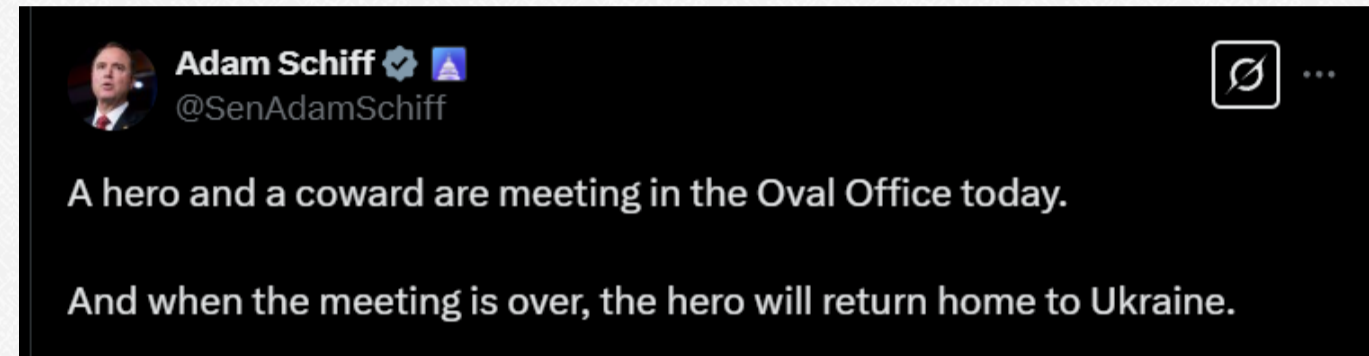 Adam Schiff
@SenAdamSchiff
A hero and a coward are meeting in the Oval Office today.
And when the meeting is over, the hero will return home to Ukraine.